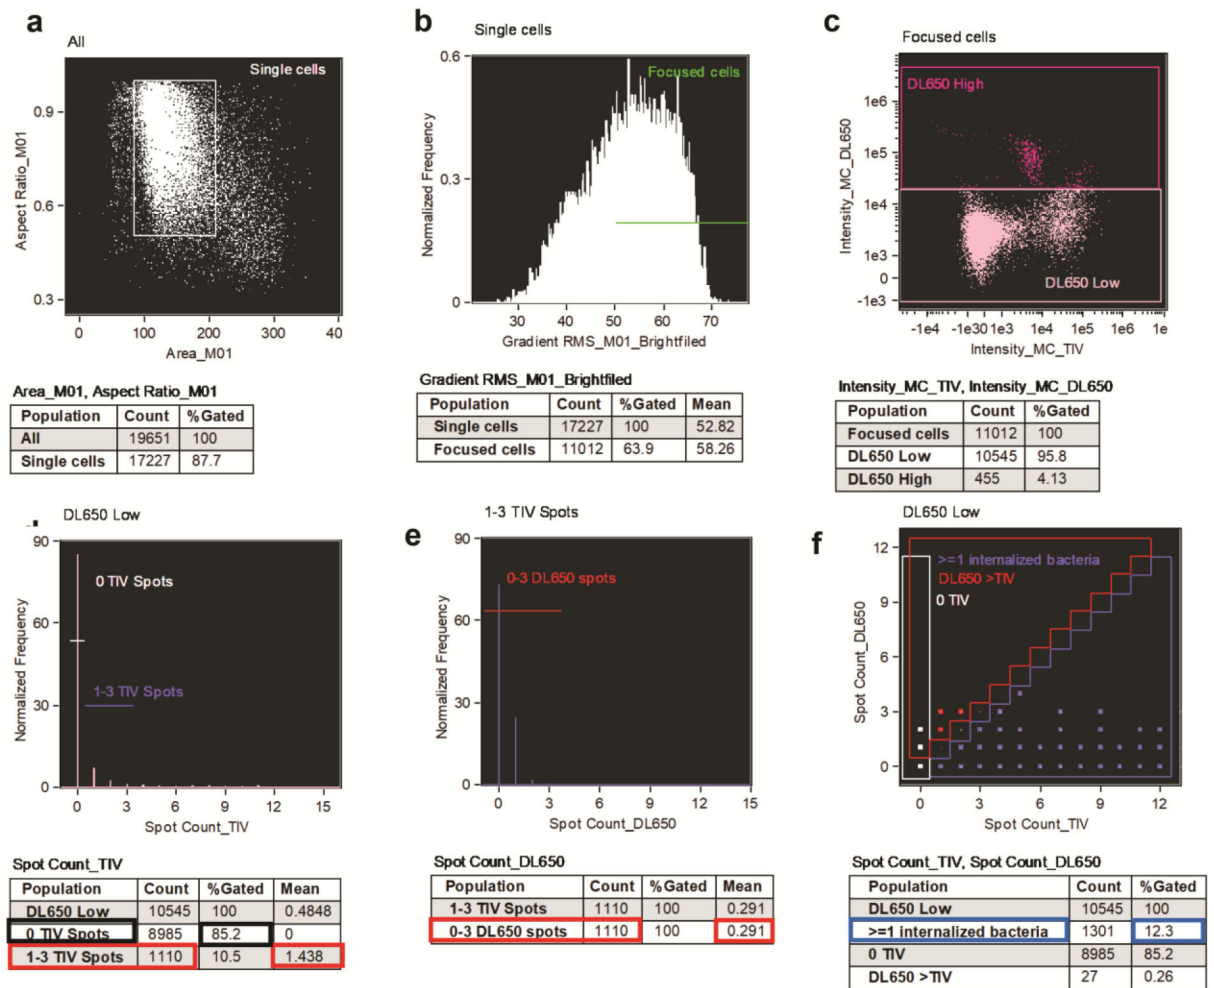 a
All
Single cells
Aspect Ratio_M01
0.9
0.6
0.3
0 100 200 300 40
Area_M01
Area_M01, Aspect Ratio_M01
Population Count %Gated
All 19651 100
Single cells 17227 87.7
b
Single cells
Focused cells
Normalized Frequency
0.6
0.3
0
30 40 50 60 70
Gradient RMS_M01_Brightfiled
Gradient RMS_M01_Brightfiled
Population Count %Gated Mean
Single cells 17227 100 52.82
Focused cells 11012 63.9 58.26
c
Focused cells
DL650 High
DL650 Low
Intensity_MC_DL650
1e6
1e5
1e4
1e3
0
-1e3
-1e4 -1e30 1e3 1e4 1e5 1e6 1e
Intensity_MC_TIV
Intensity_MC_TIV, Intensity_MC_DL650
Population Count %Gated
Focused cells 11012 100
DL650 Low 10545 95.8
DL650 High 455 4.13
DL650 Low
0 TIV Spots
1-3 TIV Spots
Normalized Frequency
90
60
30
0
0 3 6 9 12 15
Spot Count_TIV
Spot Count_TIV
Population Count %Gated Mean
DL650 Low 10545 100 0.4848
0 TIV Spots 8985 85.2 0
1-3 TIV Spots 1110 10.5 1.438
e
1-3 TIV Spots
0-3 DL650 spots
Normalized Frequency
90
60
30
0
0 3 6 9 12 15
Spot Count_DL650
Spot Count_DL650
Population Count %Gated Mean
1-3 TIV Spots 1110 100 0.291
0-3 DL650 spots 1110 100 0.291
f
DL650 Low
>=1 internalized bacteria
DL650 >TIV
0 TIV
Spot Count_DL650
12
9
6
3
0
0 3 6 9 12
Spot Count_TIV
Spot Count_TIV, Spot Count_DL650
Population Count %Gated
DL650 Low 10545 100
>=1 internalized bacteria 1301 12.3
0 TIV 8985 85.2
DL650 >TIV 27 0.26